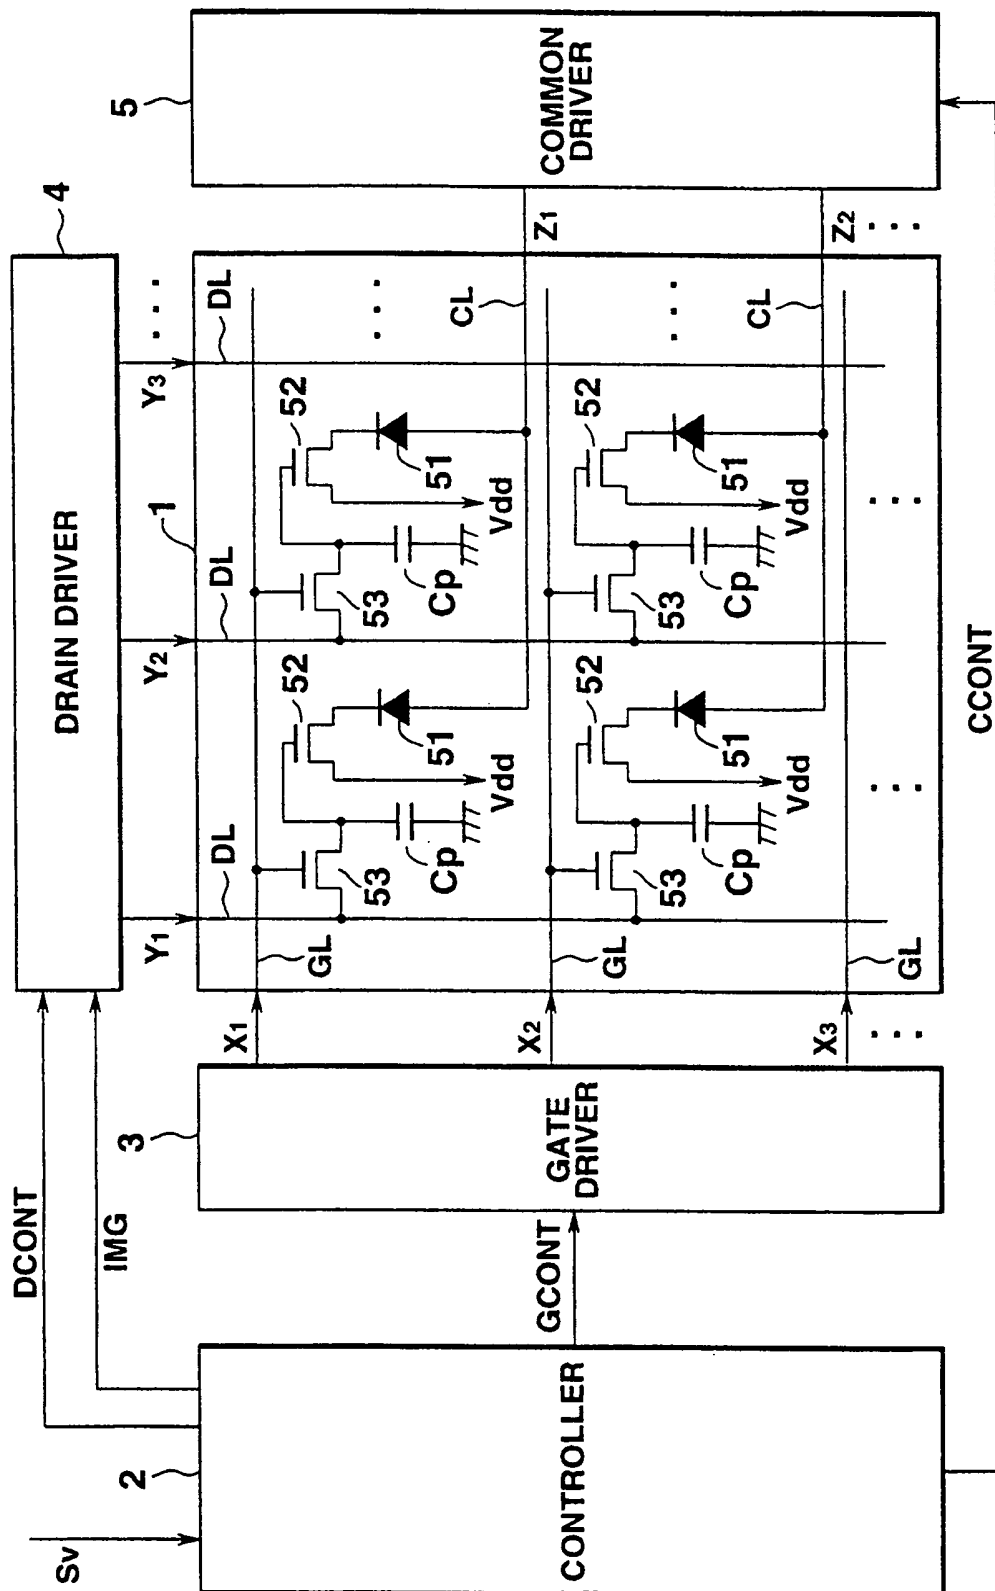 DCONT
IMG
DRAIN DRIVER
4
Sv
2
CONTROLLER
GCONT
3
GATE
DRIVER
X1
X2
X3
. . .
Y1
Y2
Y3
. . .
1
DL
DL
DL
GL
GL
GL
53
Cp
Vdd
52
51
53
Cp
Vdd
52
51
. . .
CL
53
Cp
Vdd
52
51
53
Cp
Vdd
52
51
. . .
CL
. . .
. . .
Z1
Z2
. . .
5
COMMON
DRIVER
CCONT